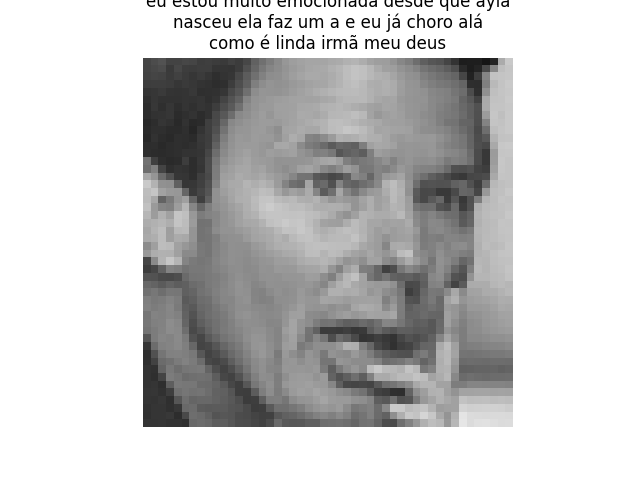 eu estou muito emocionada desde que ayla
nasceu ela faz um a e eu já choro alá
como é linda irmã meu deus